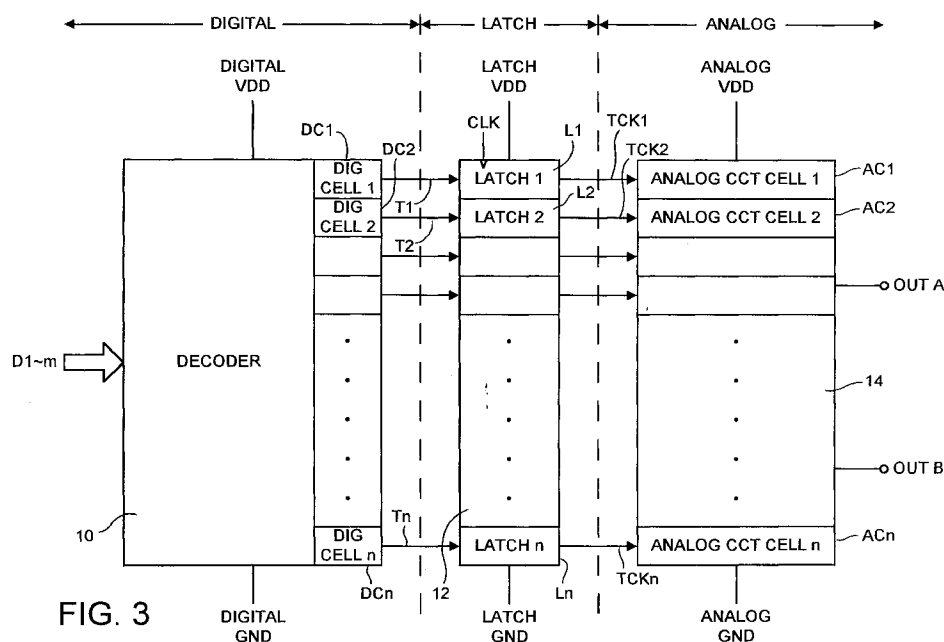 DIGITAL LATCH ANALOG
DIGITAL VDD
LATCH VDD
ANALOG VDD
DC1
DC2
CLK
L1
TCK1
TCK2
DIG CELL 1
T1
LATCH 1
L2
ANALOG CCT CELL 1
AC1
DIG CELL 2
T2
LATCH 2
ANALOG CCT CELL 2
AC2
OUT A
D1~m
DECODER
14
OUT B
10
Tn
DIG CELL n
DCn
12
LATCH n
Ln
TCKn
ANALOG CCT CELL n
ACn
FIG. 3
DIGITAL GND
LATCH GND
ANALOG GND